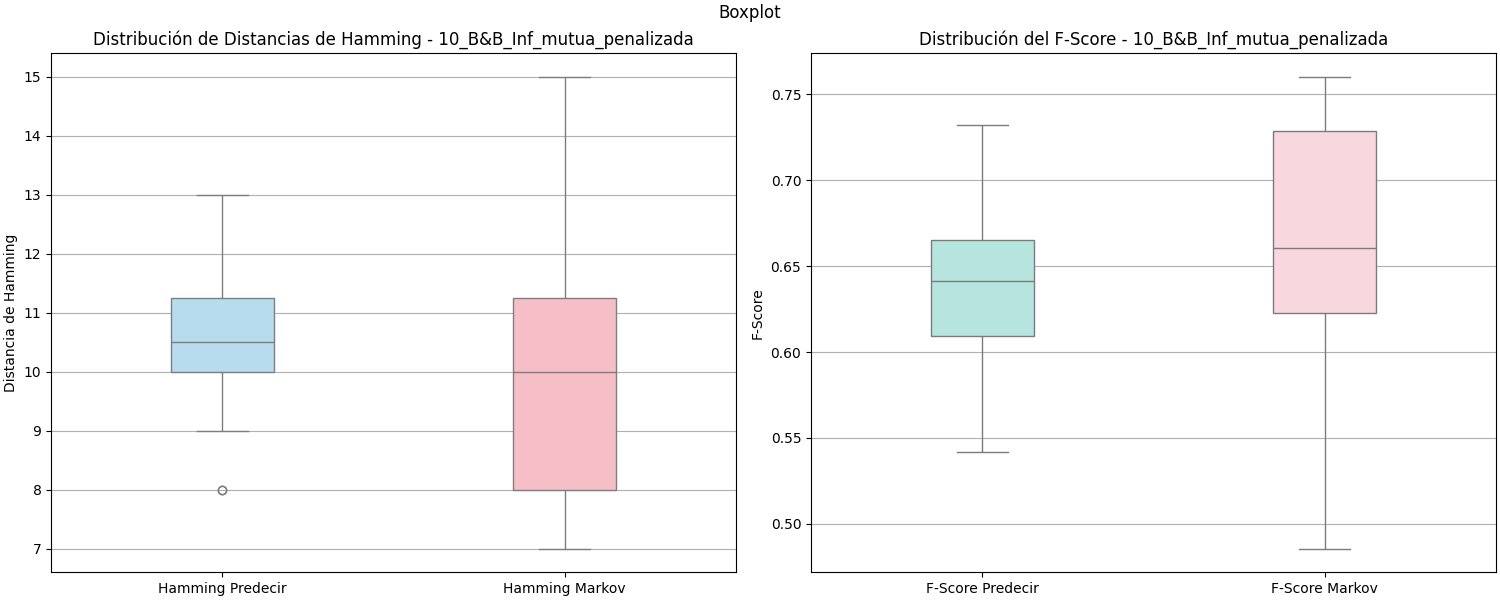 Boxplot
Distribución de Distancias de Hamming - 10_B&B_Inf_mutua_penalizada
Distancia de Hamming
15
14
13
12
11
10
9
8
7
Hamming Predecir
Hamming Markov
Distribución del F-Score - 10_B&B_Inf_mutua_penalizada
F-Score
0.75
0.70
0.65
0.60
0.55
0.50
F-Score Predecir
F-Score Markov